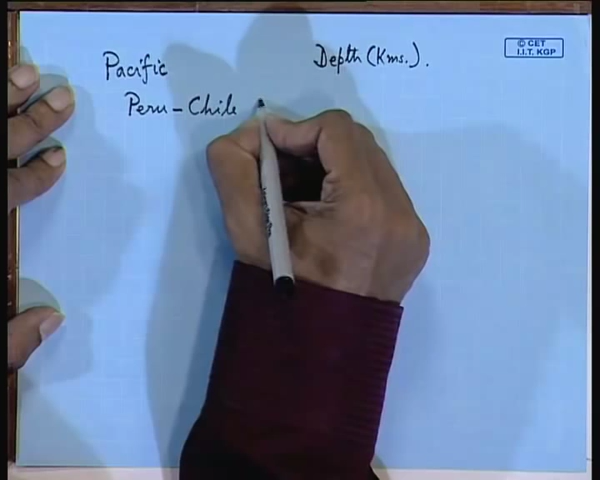 Pacific Depth (Kms.).
Peru - Chile
© CET
I.I.T. KGP